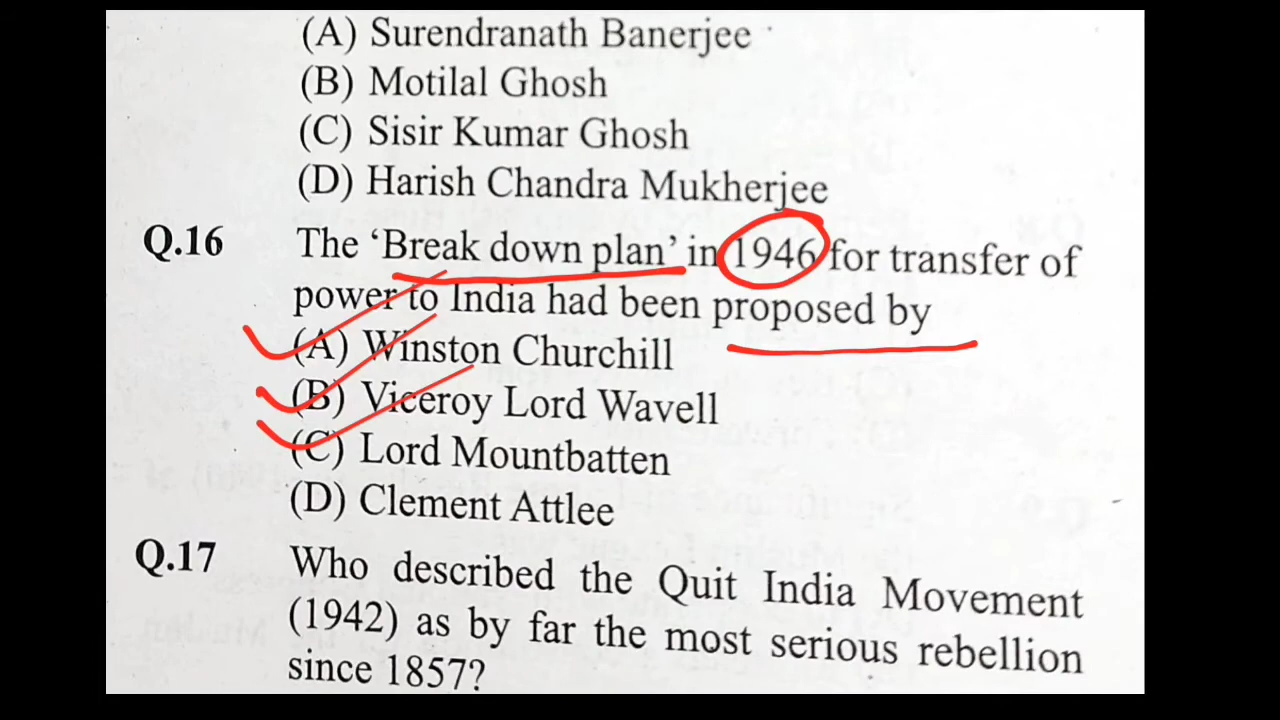 (A) Surendranath Banerjee
(B) Motilal Ghosh
(C) Sisir Kumar Ghosh
(D) Harish Chandra Mukherjee
Q.16 The ‘Break down plan’ in 1946 for transfer of
power to India had been proposed by
(A) Winston Churchill
(B) Viceroy Lord Wavell
(C) Lord Mountbatten
(D) Clement Attlee
Q.17 Who described the Quit India Movement
(1942) as by far the most serious rebellion
since 1857?